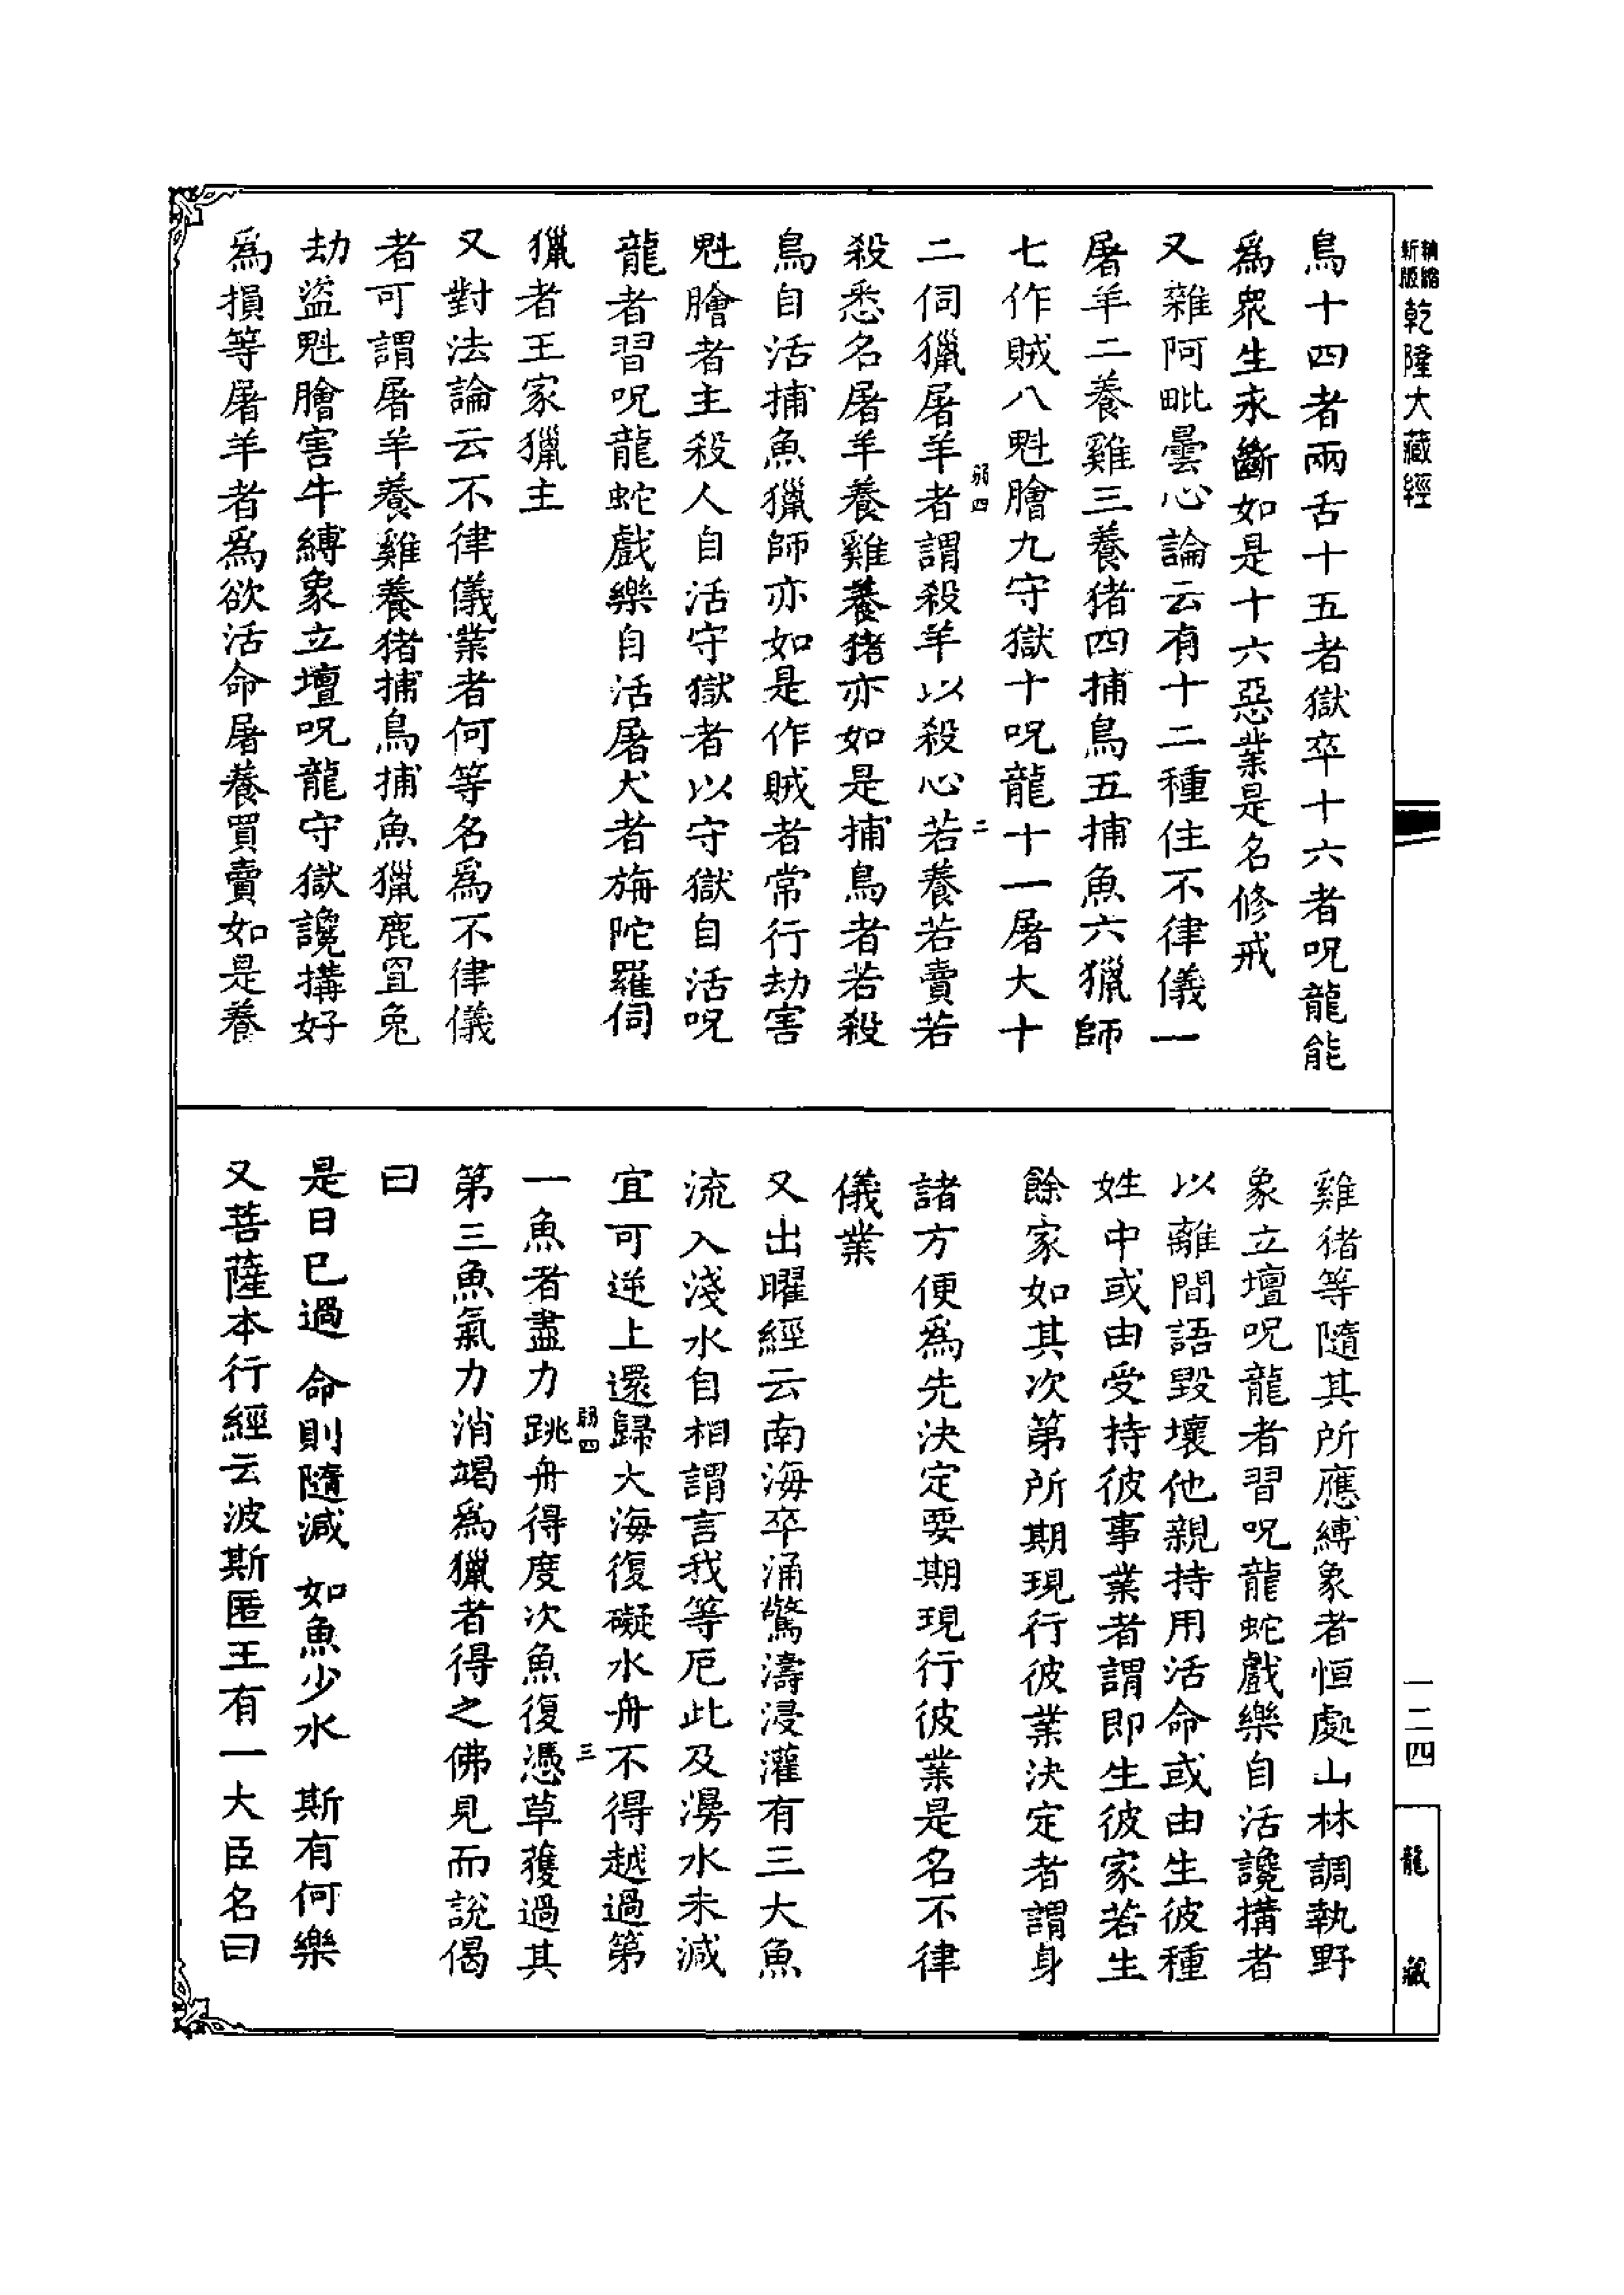 新版
精縮
乾隆大藏經
一二四
龍藏
鳥十四者兩舌十五者獄卒十六者呪龍能
爲衆生永斷如是十六惡業是名修戒
又雜阿毗曇心論云有十二種住不律儀一
屠羊二養雞三養猪四捕鳥五捕魚六獵師
七作賊八魁膾九守獄十呪龍十一屠犬十
弱四
二
二伺獵屠羊者謂殺羊以殺心若養若賣若
殺悉名屠羊養雞養猪亦如是捕鳥者若殺
鳥自活捕魚獵師亦如是作賊者常行劫害
魁膾者主殺人自活守獄者以守獄自活呪
龍者習呪龍蛇戲樂自活屠犬者旃陀羅伺
獵者王家獵主
又對法論云不律儀業者何等名爲不律儀
者可謂屠羊養雞養猪捕鳥捕魚獵鹿罝兔
劫盜魁膾害牛縛象立壇呪龍守獄讒搆好
爲損等屠羊者爲欲活命屠養買賣如是養
雞猪等隨其所應縛象者恒處山林調執野
象立壇呪龍者習呪龍蛇戲樂自活讒搆者
以離間語毀壞他親持用活命或由生彼種
姓中或由受持彼事業者謂即生彼家若生
餘家如其次第所期現行彼業決定者謂身
諸方便爲先決定要期現行彼業是名不律
儀業
又出曜經云南海卒涌驚濤浸灌有三大魚
流入淺水自相謂言我等厄此及漫水未減
宜可逆上還歸大海復礙水舟不得越過第
弱四
三
一魚者盡力跳舟得度次魚復憑草獲過其
第三魚氣力消竭爲獵者得之佛見而說偈
曰
是日已過 命則隨減 如魚少水 斯有何樂
又菩薩本行經云波斯匿王有一大臣名曰